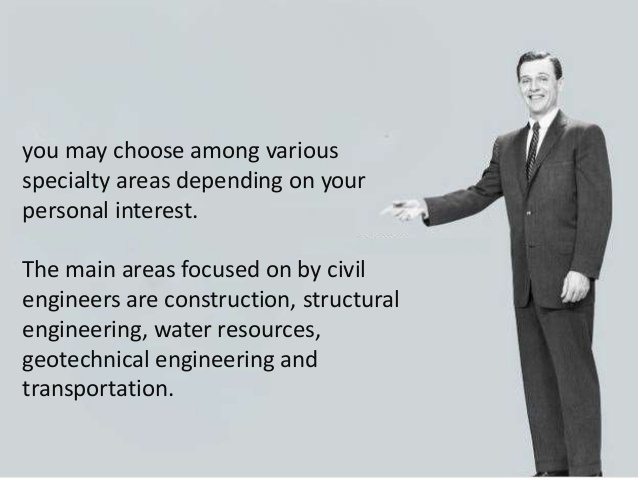 you may choose among various
specialty areas depending on your
personal interest.
The main areas focused on by civil
engineers are construction, structural
engineering, water resources,
geotechnical engineering and
transportation.